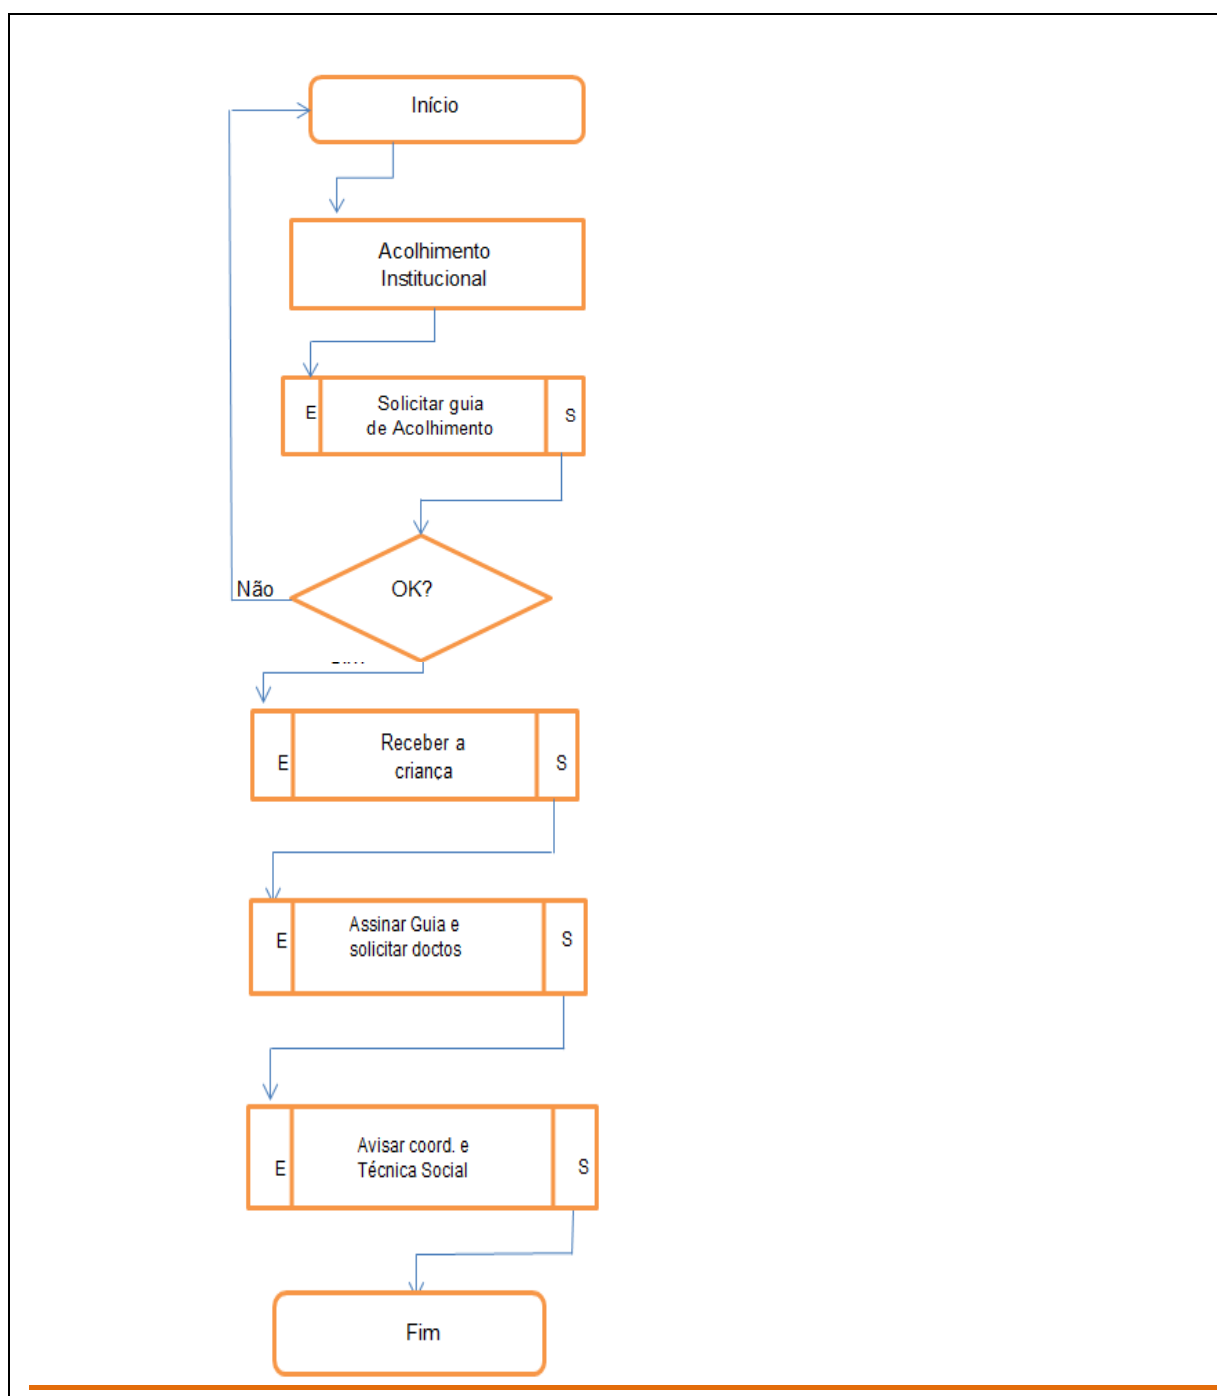 Início
Acolhimento
Institucional
E
Solicitar guia
de Acolhimento
S
OK?
Não
E
Receber a
criança
S
E
Assinar Guia e
solicitar doctos
S
E
Avisar coord. e
Técnica Social
S
Fim